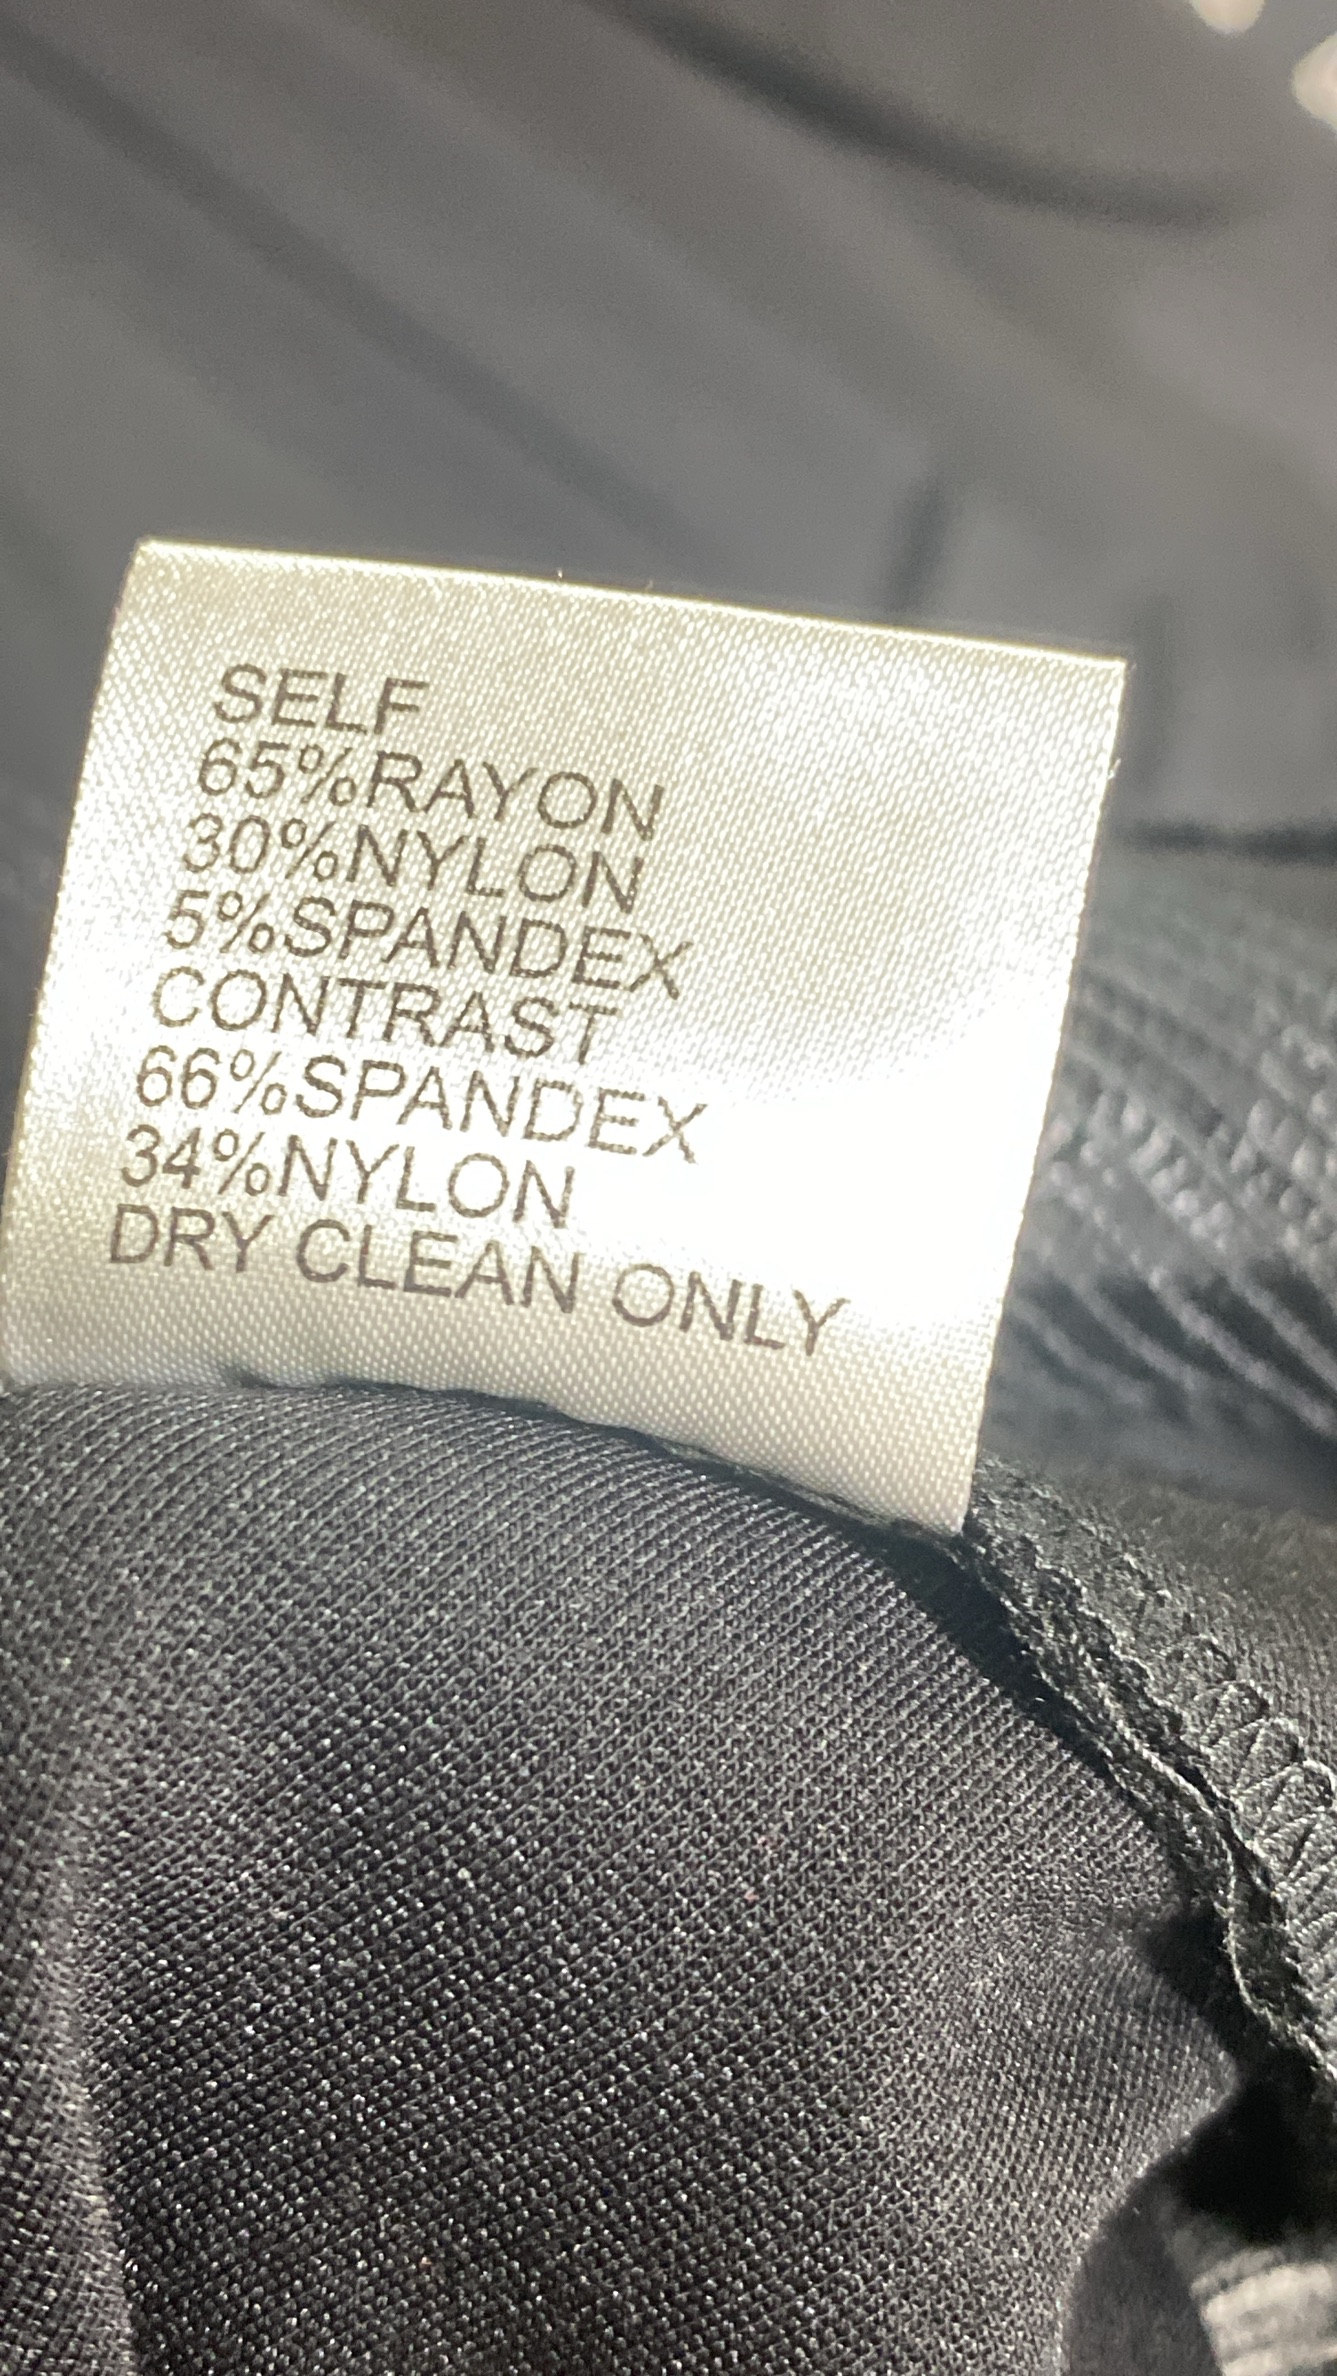 SELF
65%RAYON
30%NYLON
5%SPANDEX
CONTRAST
66%SPANDEX
34%NYLON
DRY CLEAN ONLY